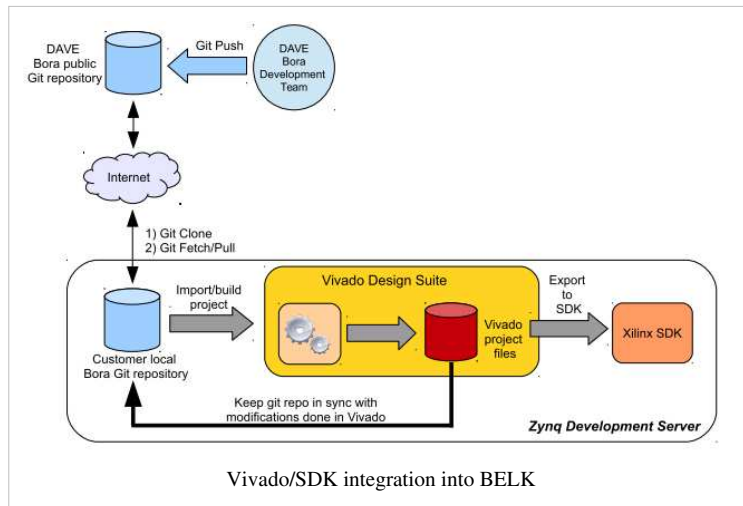 DAVE
Bora public
Git repository
Git Push
DAVE
Bora
Development
Team
Internet
1) Git Clone
2) Git Fetch/Pull
Import/build
project
Vivado Design Suite
Export
to
SDK
Vivado
project
files
Xilinx SDK
Customer local
Bora Git repository
Keep git repo in sync with
modifications done in Vivado
Zynq Development Server
Vivado/SDK integration into BELK